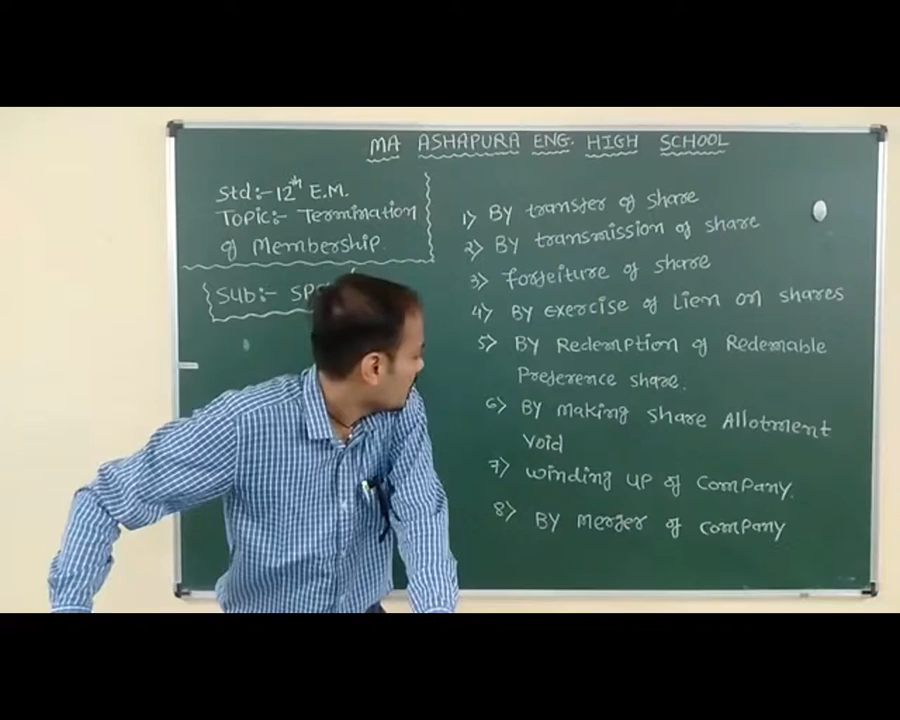 MA ASHAPURA ENG. HIGH SCHOOL
Std:- 12th E.M.
Topic:- Termination
of Membership.
Sub:-
1) By transfer of share
2) By transmission of share
3) forfeiture of share
4) By exercise of Lien on shares
5) By Redemption of Redemable
Preference share.
6) By making share Allotment
void
7) winding up of company.
8) By merger of company